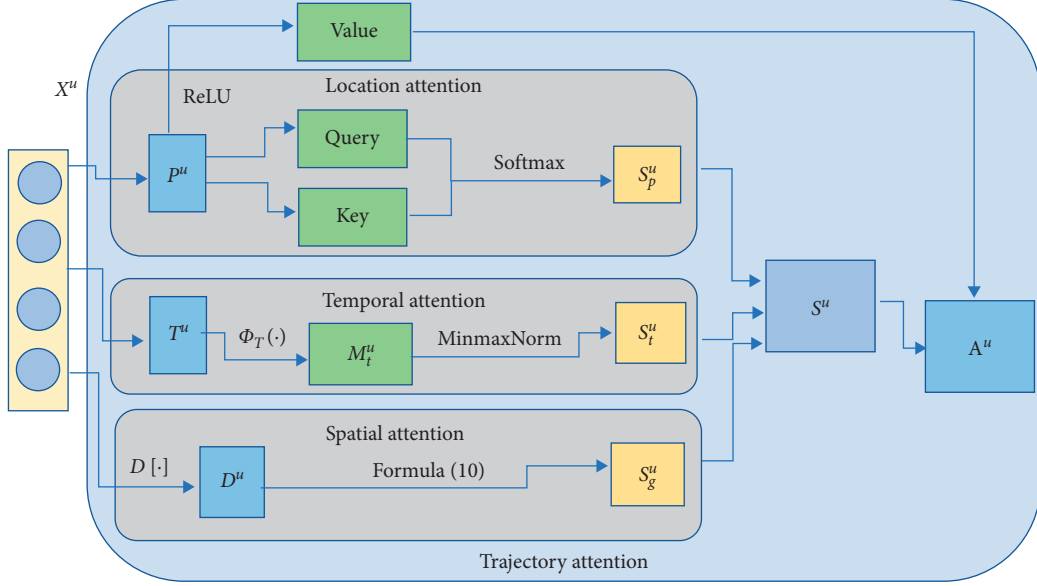 Value
X^u
ReLU
Location attention
P^u
Query
Key
Softmax
S_p^u
Temporal attention
T^u
Φ_T (·)
M_t^u
MinmaxNorm
S_t^u
S^u
A^u
Spatial attention
D [·]
D^u
Formula (10)
S_g^u
Trajectory attention